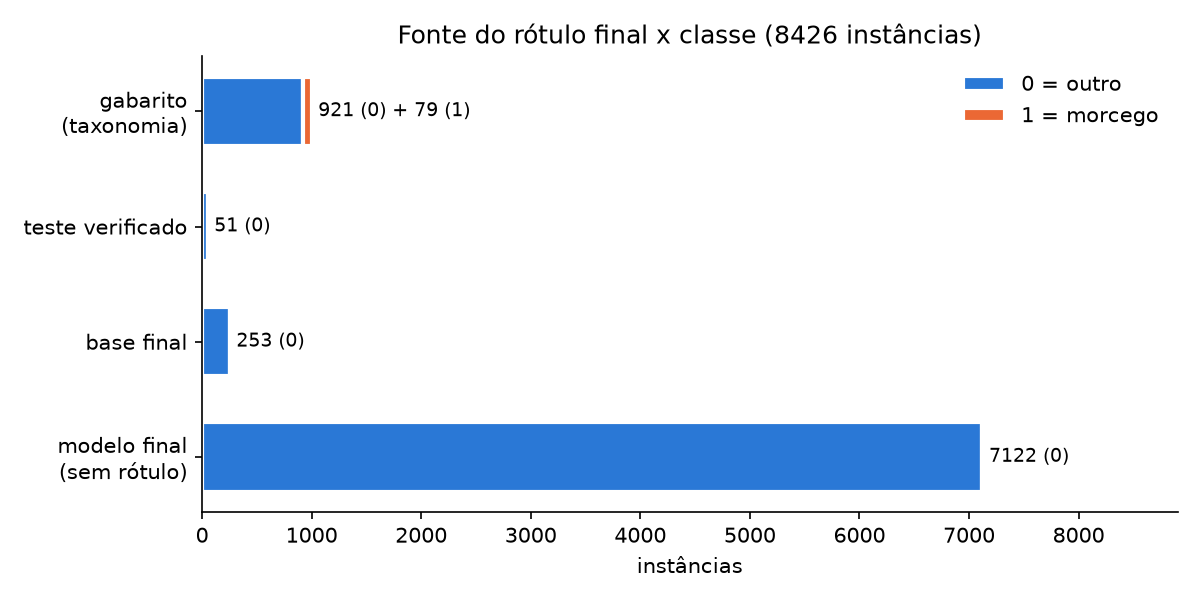 Fonte do rótulo final x classe (8426 instâncias)
0 = outro
1 = morcego
gabarito
(taxonomia)
921 (0) + 79 (1)
teste verificado
51 (0)
base final
253 (0)
modelo final
(sem rótulo)
7122 (0)
0 1000 2000 3000 4000 5000 6000 7000 8000
instâncias